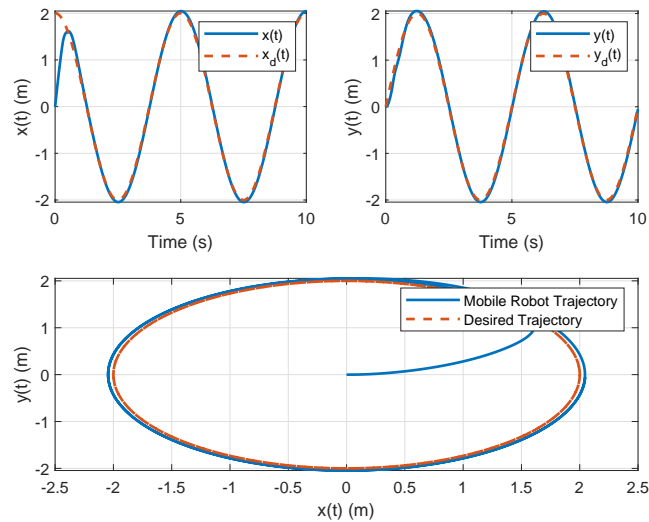 2
1
0
-1
-2
x(t) (m)
0
5
10
Time (s)
x(t)
x_d(t)
2
1
0
-1
-2
y(t) (m)
0
5
10
Time (s)
y(t)
y_d(t)
2
1
0
-1
-2
y(t) (m)
-2.5
-2
-1.5
-1
-0.5
0
0.5
1
1.5
2
2.5
x(t) (m)
Mobile Robot Trajectory
Desired Trajectory